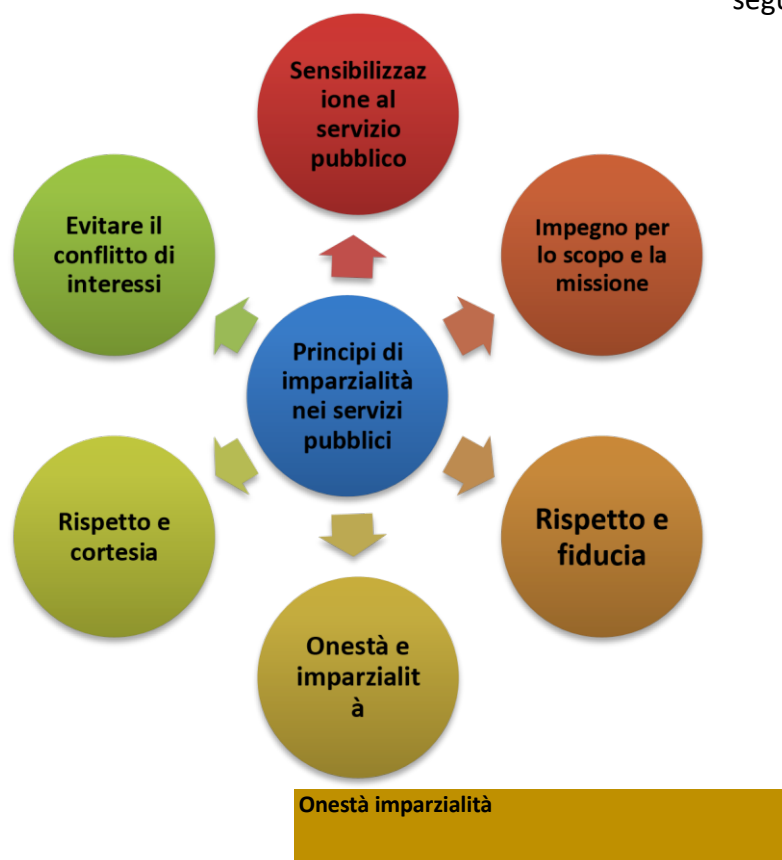 segu
Sensibilizzaz
ione al
servizio
pubblico
Evitare il
conflitto di
interessi
Impegno per
lo scopo e la
missione
Principi di
imparzialità
nei servizi
pubblici
Rispetto e
cortesia
Rispetto e
fiducia
Onestà e
imparzialit
à
Onestà imparzialità